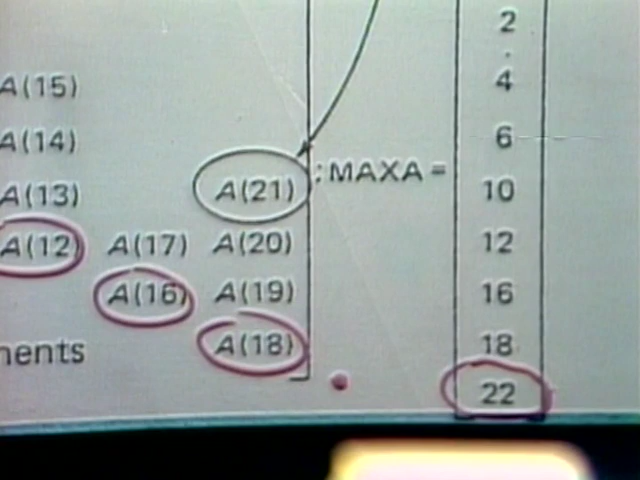 2
A(15) 4
A(14) 6
A(21) ; MAXA =
A(13) 10
A(12) A(17) A(20) 12
A(16) A(19) 16
A(18) 18
nents
22